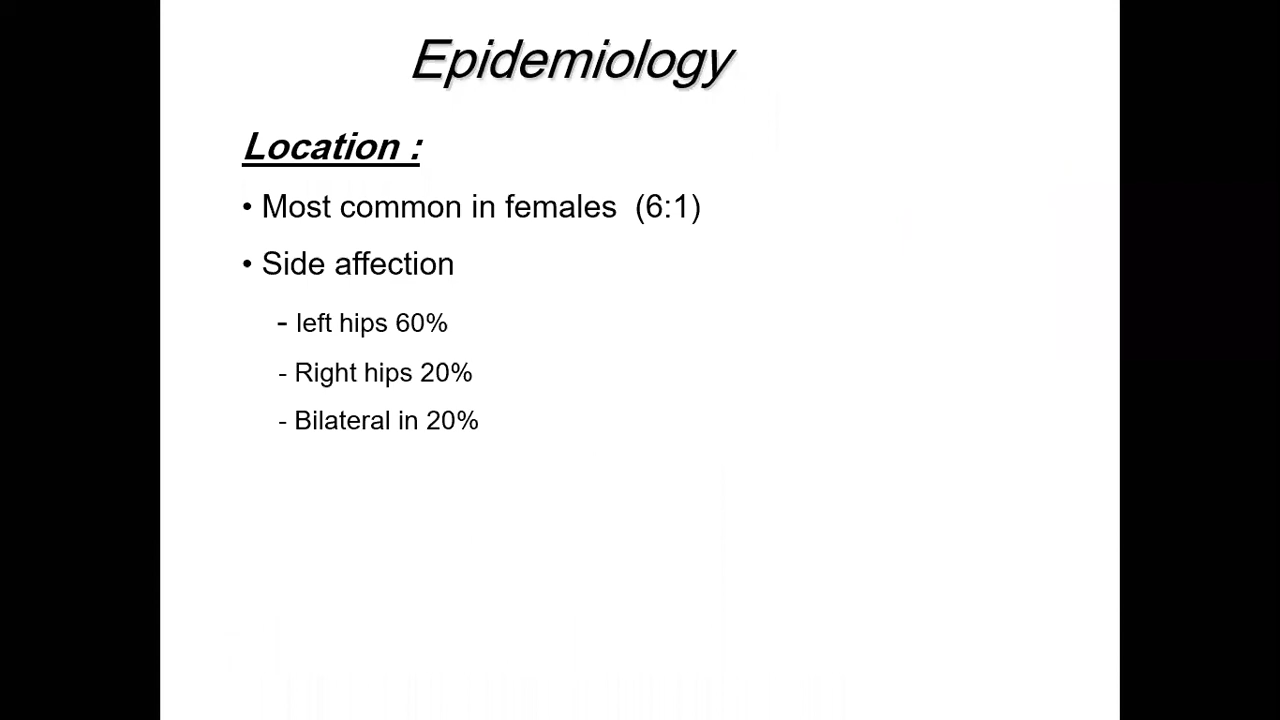 Epidemiology
Location :
• Most common in females (6:1)
• Side affection
- left hips 60%
- Right hips 20%
- Bilateral in 20%